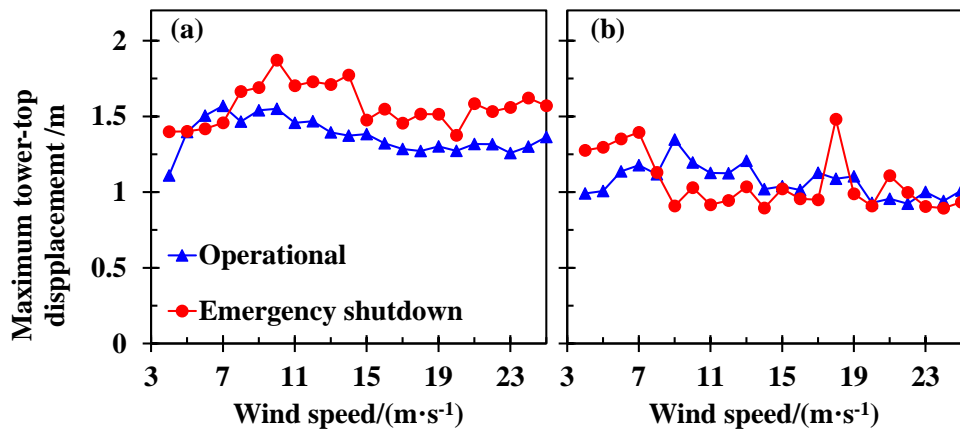 (a)
(b)
Maximum tower-top
dispplacement /m
2
1.5
1
0.5
0
Operational
Emergency shutdown
3 7 11 15 19 23
3 7 11 15 19 23
Wind speed/(m·s⁻¹)
Wind speed/(m·s⁻¹)